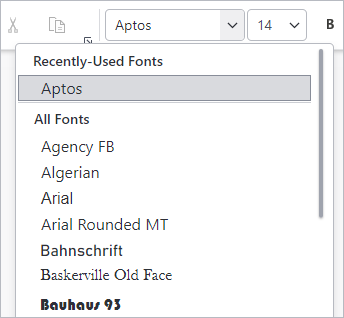 Aptos 14 B
Recently-Used Fonts
Aptos
All Fonts
Agency FB
Algerian
Arial
Arial Rounded MT
Bahnschrift
Baskerville Old Face
Bauhaus 93